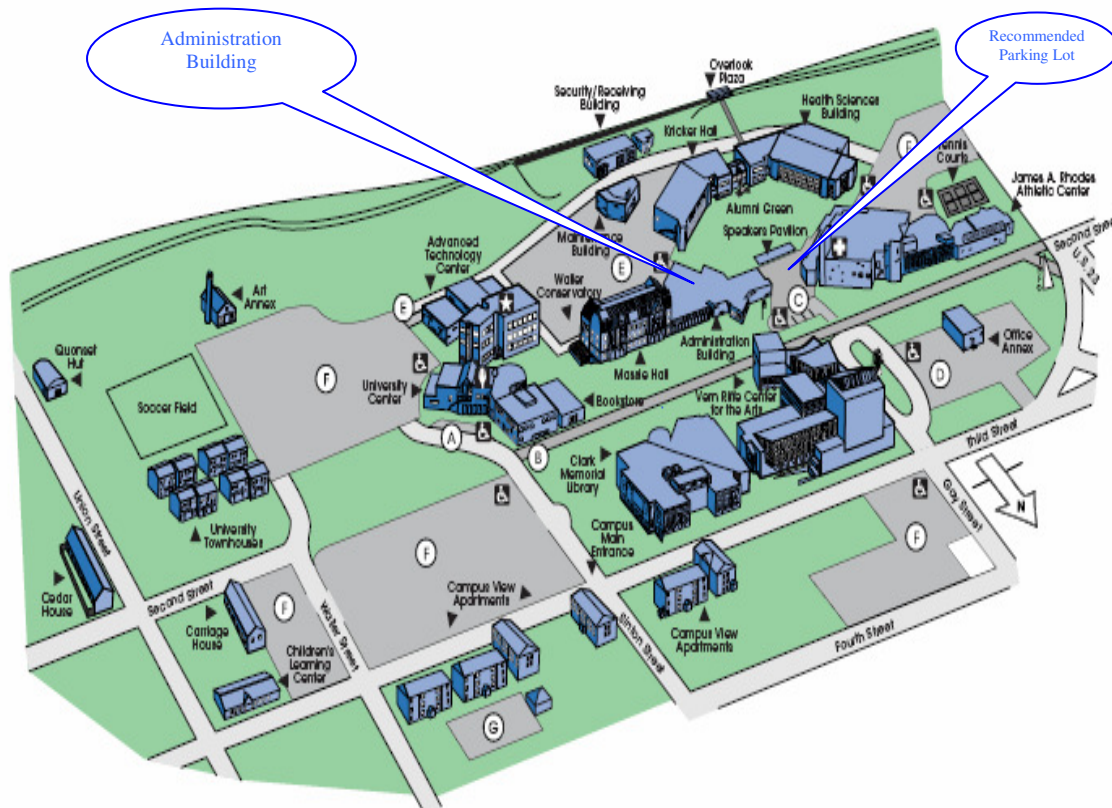 Administration
Building
Recommended
Parking Lot
Overlook
Plaza
Security/Receiving
Building
Health Sciences
Building
Kricker Hall
F
Tennis
Courts
James A. Rhodes
Athletic Center
Alumni Green
Speakers Pavilion
Maintenance
Building
Second Street
U.S. 23
Advanced
Technology
Center
E
Waller
Conservatory
Art
Annex
E
C
Administration
Building
Office
Annex
Quonset
Hut
Massie Hall
F
University
Center
Vern Riffe Center
for the Arts
D
Soccer Field
Bookstore
A
B
Third Street
Clark
Memorial
Library
Gray Street
N
Union Street
University
Townhouses
Campus
Main
Entrance
F
F
Cedar
House
Second Street
F
Campus View
Apartments
Carriage
House
Walter Street
Sinton Street
Campus View
Apartments
Fourth Street
Children's
Learning
Center
G